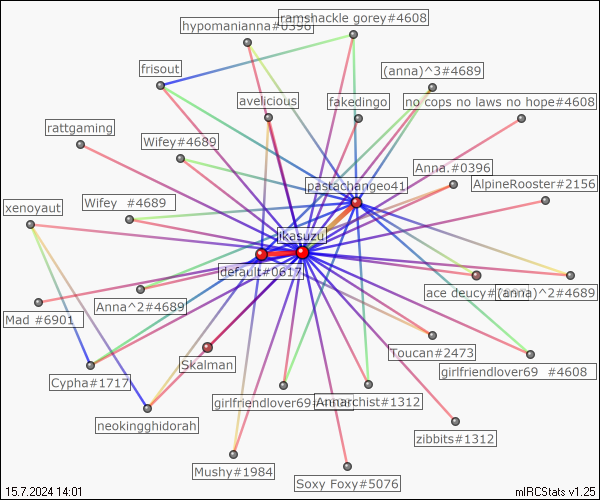 ramshackle gorey#4608
hypomanianna#0396
frisout
(anna)^3#4689
avelicious
fakedingo
no cops no laws no hope#4608
rattgaming
Wifey#4689
Anna.#0396
pastachangeo41
AlpineRooster#2156
xenoyaut
Wifey #4689
ikasuzu
default#0617
ace deucy#
(anna)^2#4689
Mad #6901
Anna^2#4689
Toucan#2473
Skalman
girlfriendlover69 #4608
Cypha#1717
girlfriendlover69
Annarchist#1312
neokingghidorah
zibbits#1312
Mushy#1984
Soxy Foxy#5076
15.7.2024 14:01
mIRCStats v1.25